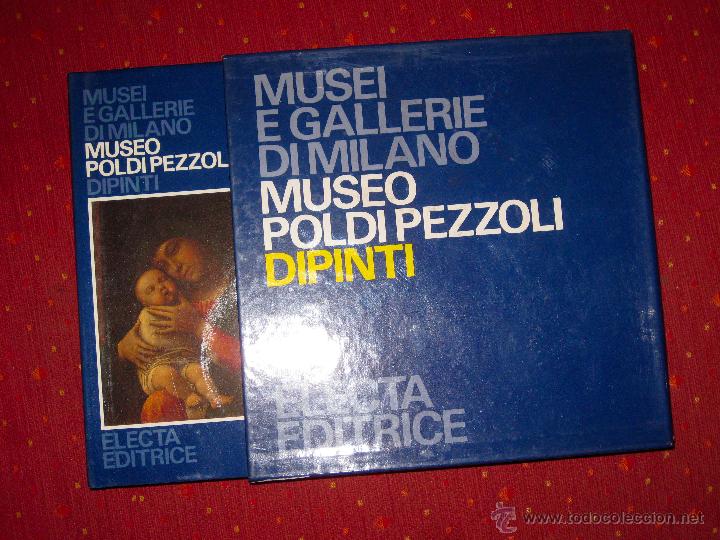 MUSEI
E GALLERIE
DI MILANO
MUSEO
POLDI PEZZOL
DIPINTI
ELECTA
EDITRICE
MUSEI
E GALLERIE
DI MILANO
MUSEO
POLDI PEZZOLI
DIPINTI
ELECTA
EDITRICE
www.todocoleccion.net